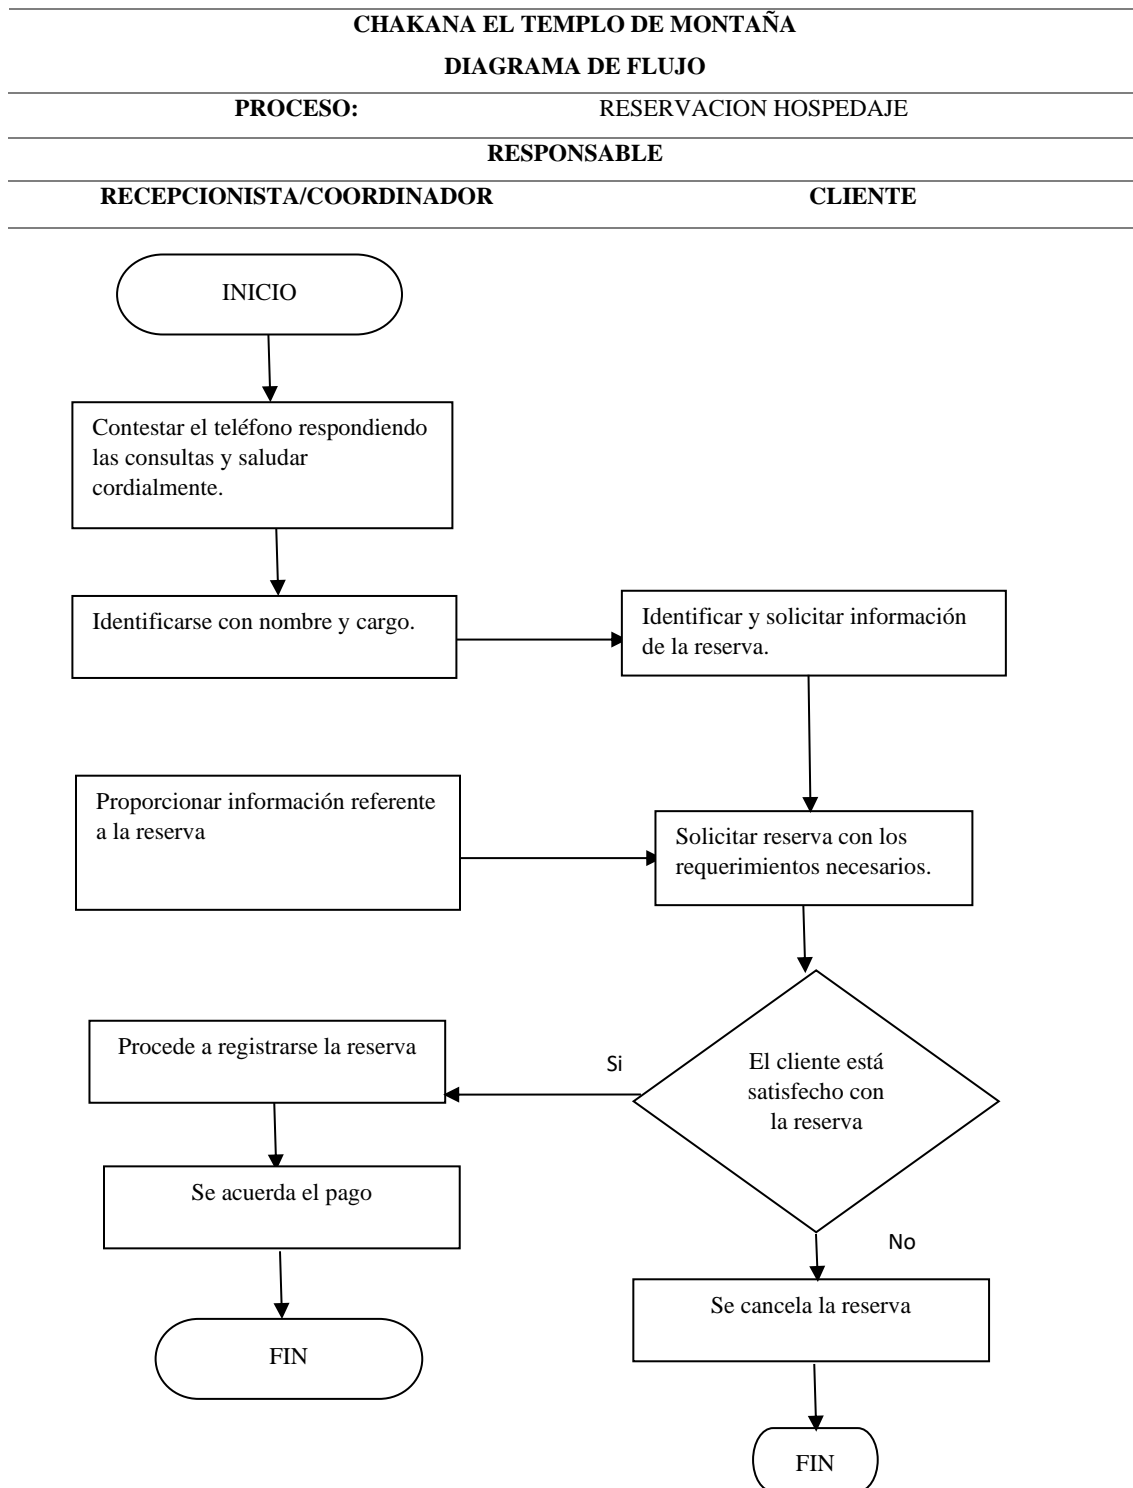 CHAKANA EL TEMPLO DE MONTAÑA
DIAGRAMA DE FLUJO
PROCESO: RESERVACION HOSPEDAJE
RESPONSABLE
RECEPCIONISTA/COORDINADOR CLIENTE
INICIO
Contestar el teléfono respondiendo
las consultas y saludar
cordialmente.
Identificarse con nombre y cargo.
Identificar y solicitar información
de la reserva.
Proporcionar información referente
a la reserva
Solicitar reserva con los
requerimientos necesarios.
El cliente está
satisfecho con
la reserva
Si
Procede a registrarse la reserva
Se acuerda el pago
FIN
No
Se cancela la reserva
FIN